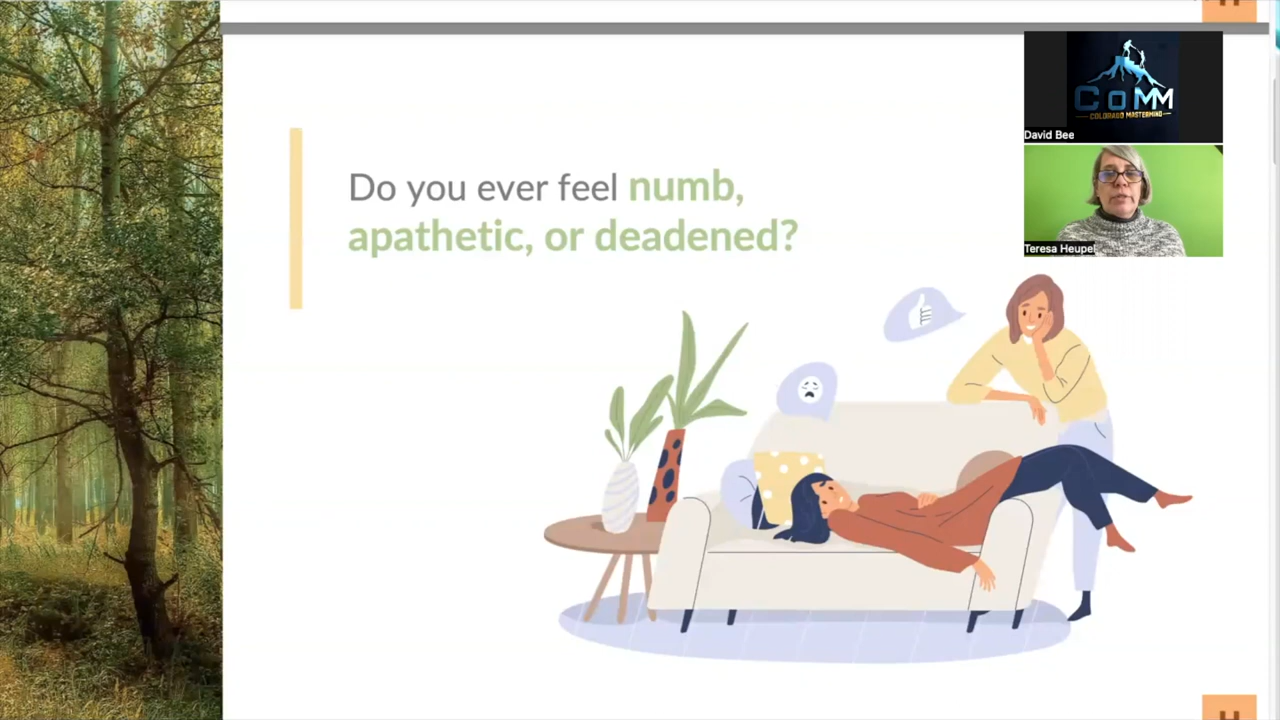 CoMM
COLORADO MASTERMIND
David Bee
Teresa Heupel
Do you ever feel numb,
apathetic, or deadened?